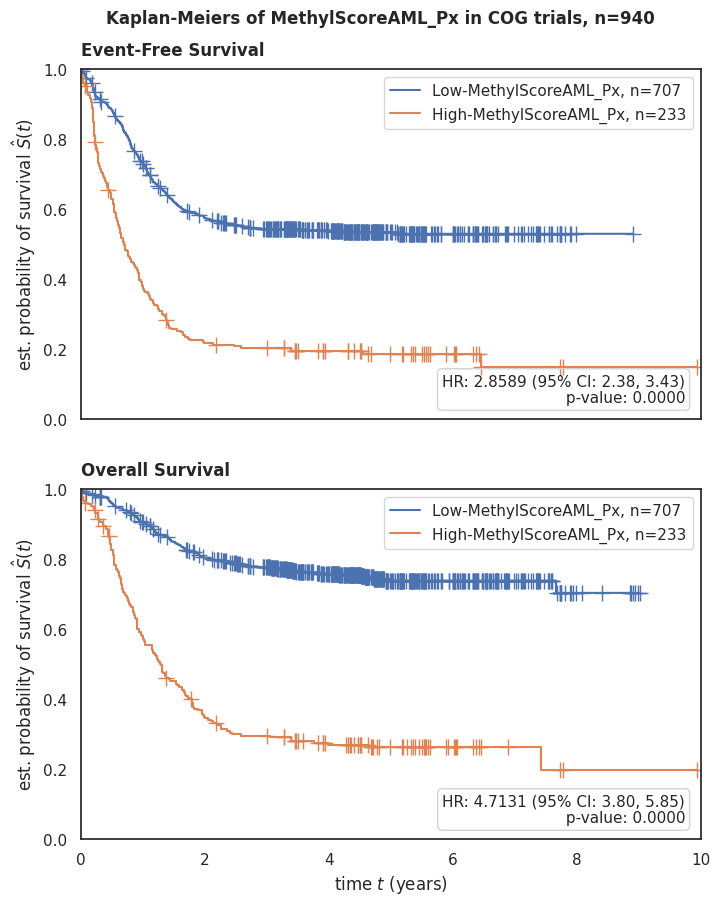 Kaplan-Meiers of MethylScoreAML_Px in COG trials, n=940
Event-Free Survival
1.0
0.8
0.6
0.4
0.2
0.0
est. probability of survival Ŝ(t)
Low-MethylScoreAML_Px, n=707
High-MethylScoreAML_Px, n=233
HR: 2.8589 (95% CI: 2.38, 3.43)
p-value: 0.0000
Overall Survival
1.0
0.8
0.6
0.4
0.2
0.0
est. probability of survival Ŝ(t)
Low-MethylScoreAML_Px, n=707
High-MethylScoreAML_Px, n=233
HR: 4.7131 (95% CI: 3.80, 5.85)
p-value: 0.0000
0 2 4 6 8 10
time t (years)